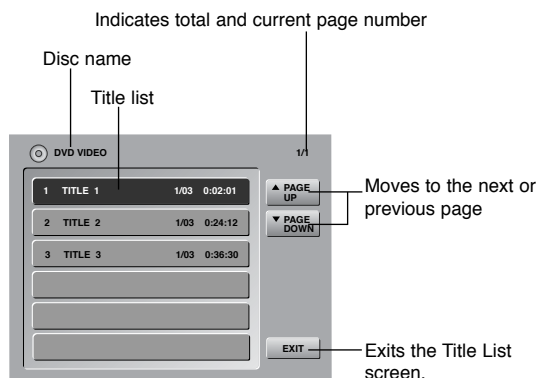 Indicates total and current page number
Disc name
Title list
DVD VIDEO 1/1
1 TITLE 1 1/03 0:02:01
2 TITLE 2 1/03 0:24:12
3 TITLE 3 1/03 0:36:30
▲ PAGE
UP
▼ PAGE
DOWN
Moves to the next or
previous page
EXIT
Exits the Title List
screen.